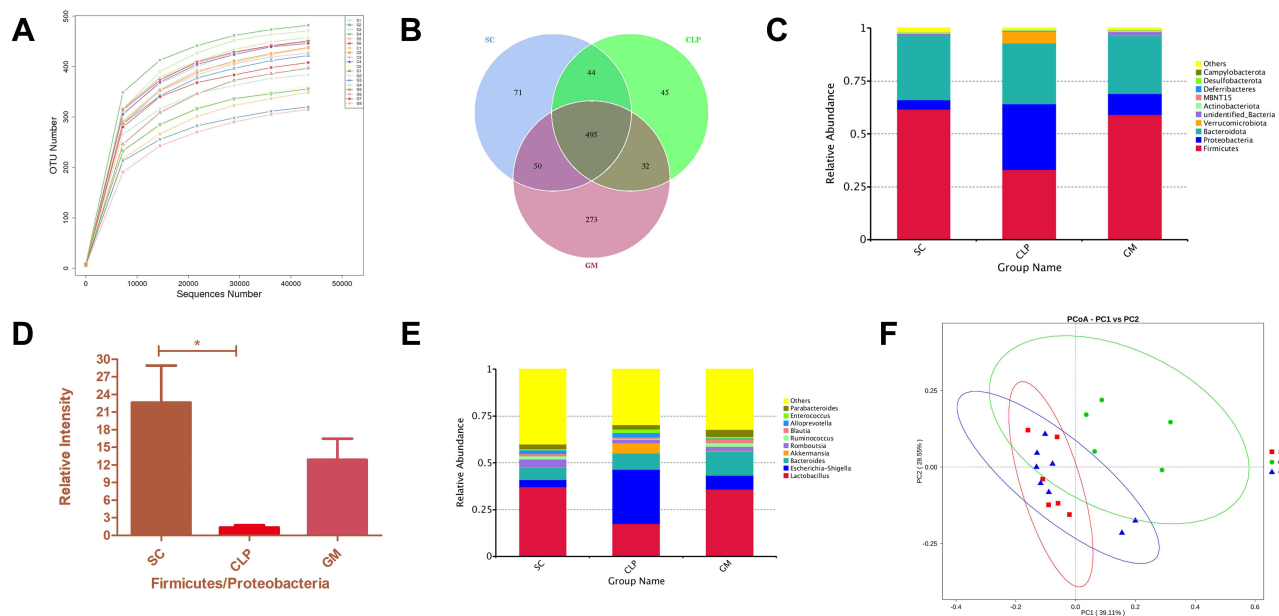 A
OTU Number
500
400
300
200
100
0
0 10000 20000 30000 40000 50000
Sequences Number
B
SC
CLP
44
71
45
495
50
32
273
GM
C
Relative Abundance
1
0.75
0.5
0.25
0
SC CLP GM
Group Name
Others
Campylobacterota
Desulfobacterota
Deferribacteres
MBNT15
Actinobacteriota
unidentified_Bacteria
Verrucomicrobiota
Bacteroidota
Proteobacteria
Firmicutes
D
*
Relative Intensity
30
27
24
21
18
15
12
9
6
3
0
SC CLP GM
Firmicutes/Proteobacteria
E
Relative Abundance
1
0.75
0.5
0.25
0
SC CLP GM
Group Name
Others
Parabacteroides
Enterococcus
Alloprevotella
Blautia
Ruminococcus
Romboutsia
Akkermansia
Bacteroides
Escherichia-Shigella
Lactobacillus
F
PCoA - PC1 vs PC2
PC2 ( 28.55% )
0.25
0.00
-0.25
-0.4 -0.2 0.0 0.2 0.4
PC1 ( 39.11% )